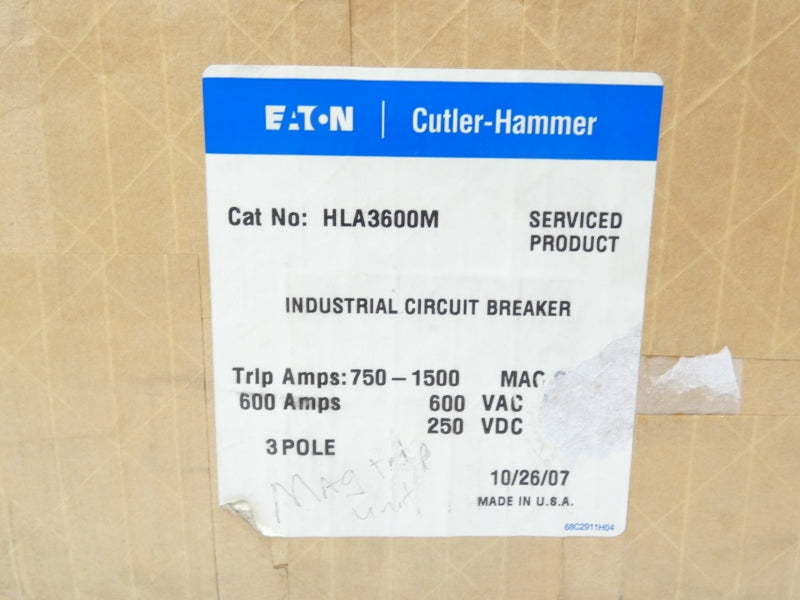 EATON | Cutler-Hammer
Cat No: HLA3600M
SERVICED
PRODUCT
INDUSTRIAL CIRCUIT BREAKER
Trip Amps: 750 – 1500 MAG
600 Amps 600 VAC
250 VDC
3 POLE
Mag trip
unit
10/26/07
MADE IN U.S.A.
68C2911H04